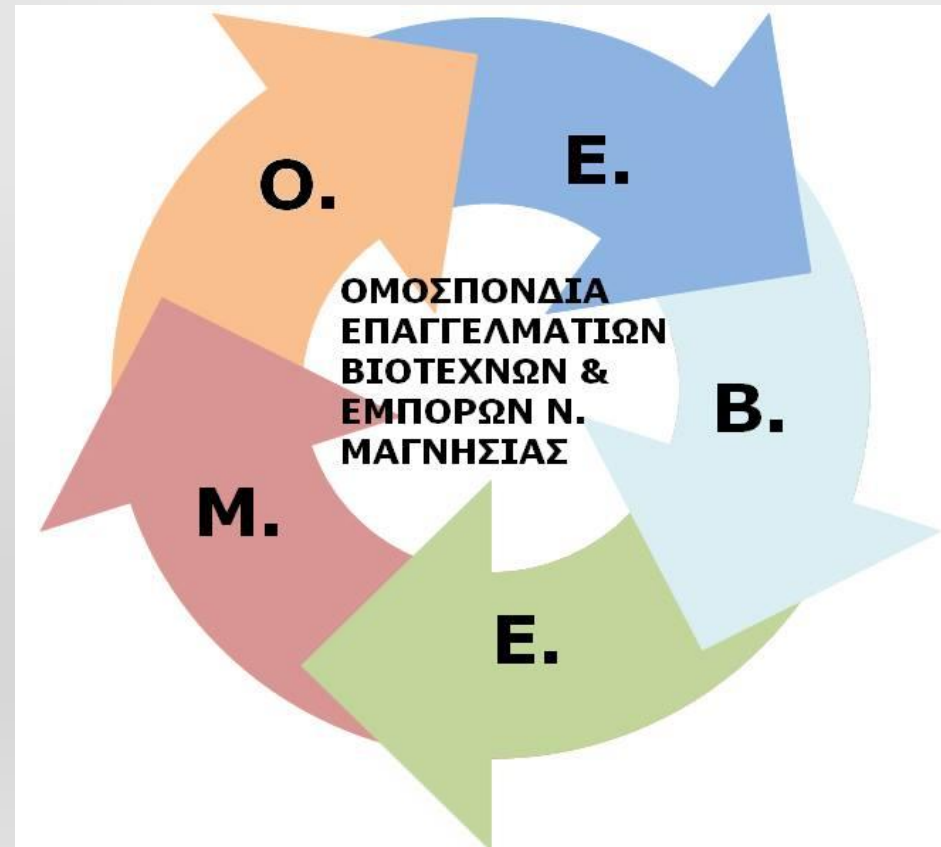 Ο.
Ε.
Β.
Ε.
Μ.
ΟΜΟΣΠΟΝΔΙΑ
ΕΠΑΓΓΕΛΜΑΤΙΩΝ
ΒΙΟΤΕΧΝΩΝ &
ΕΜΠΟΡΩΝ Ν.
ΜΑΓΝΗΣΙΑΣ